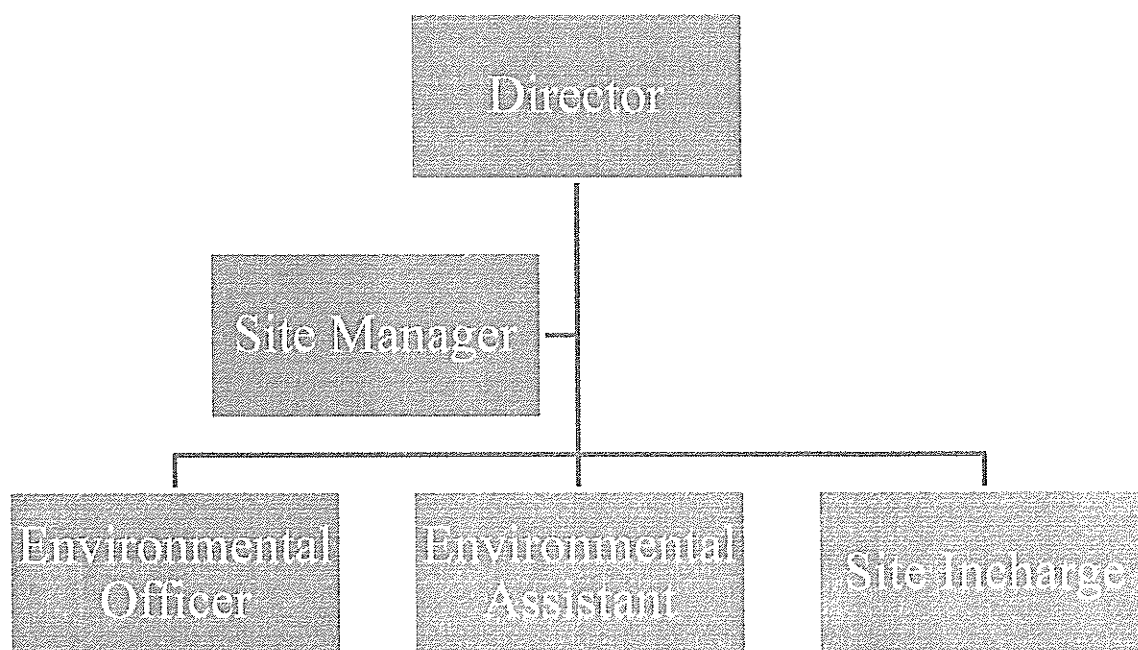 Director
Site Manager
Environmental
Officer
Environmental
Assistant
Site Incharge